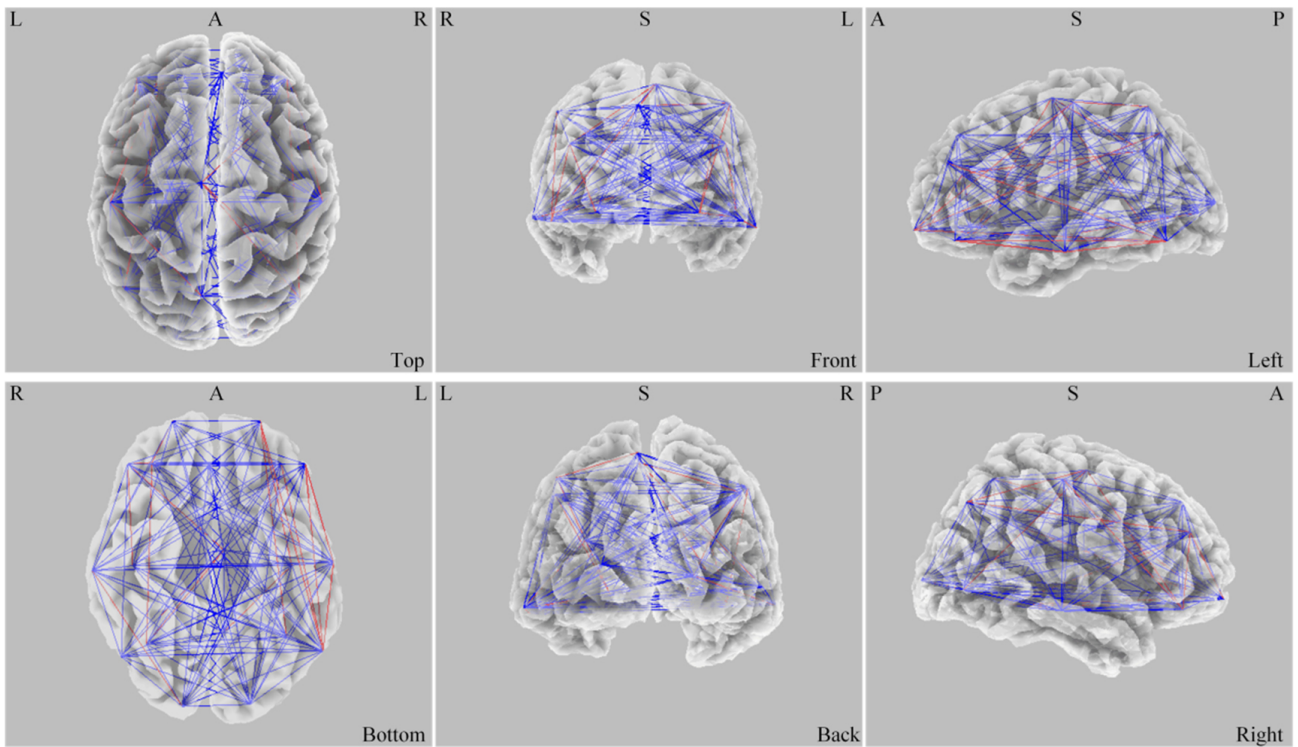 L A R
Top
R S L
Front
A S P
Left
R A L
Bottom
L S R
Back
P S A
Right